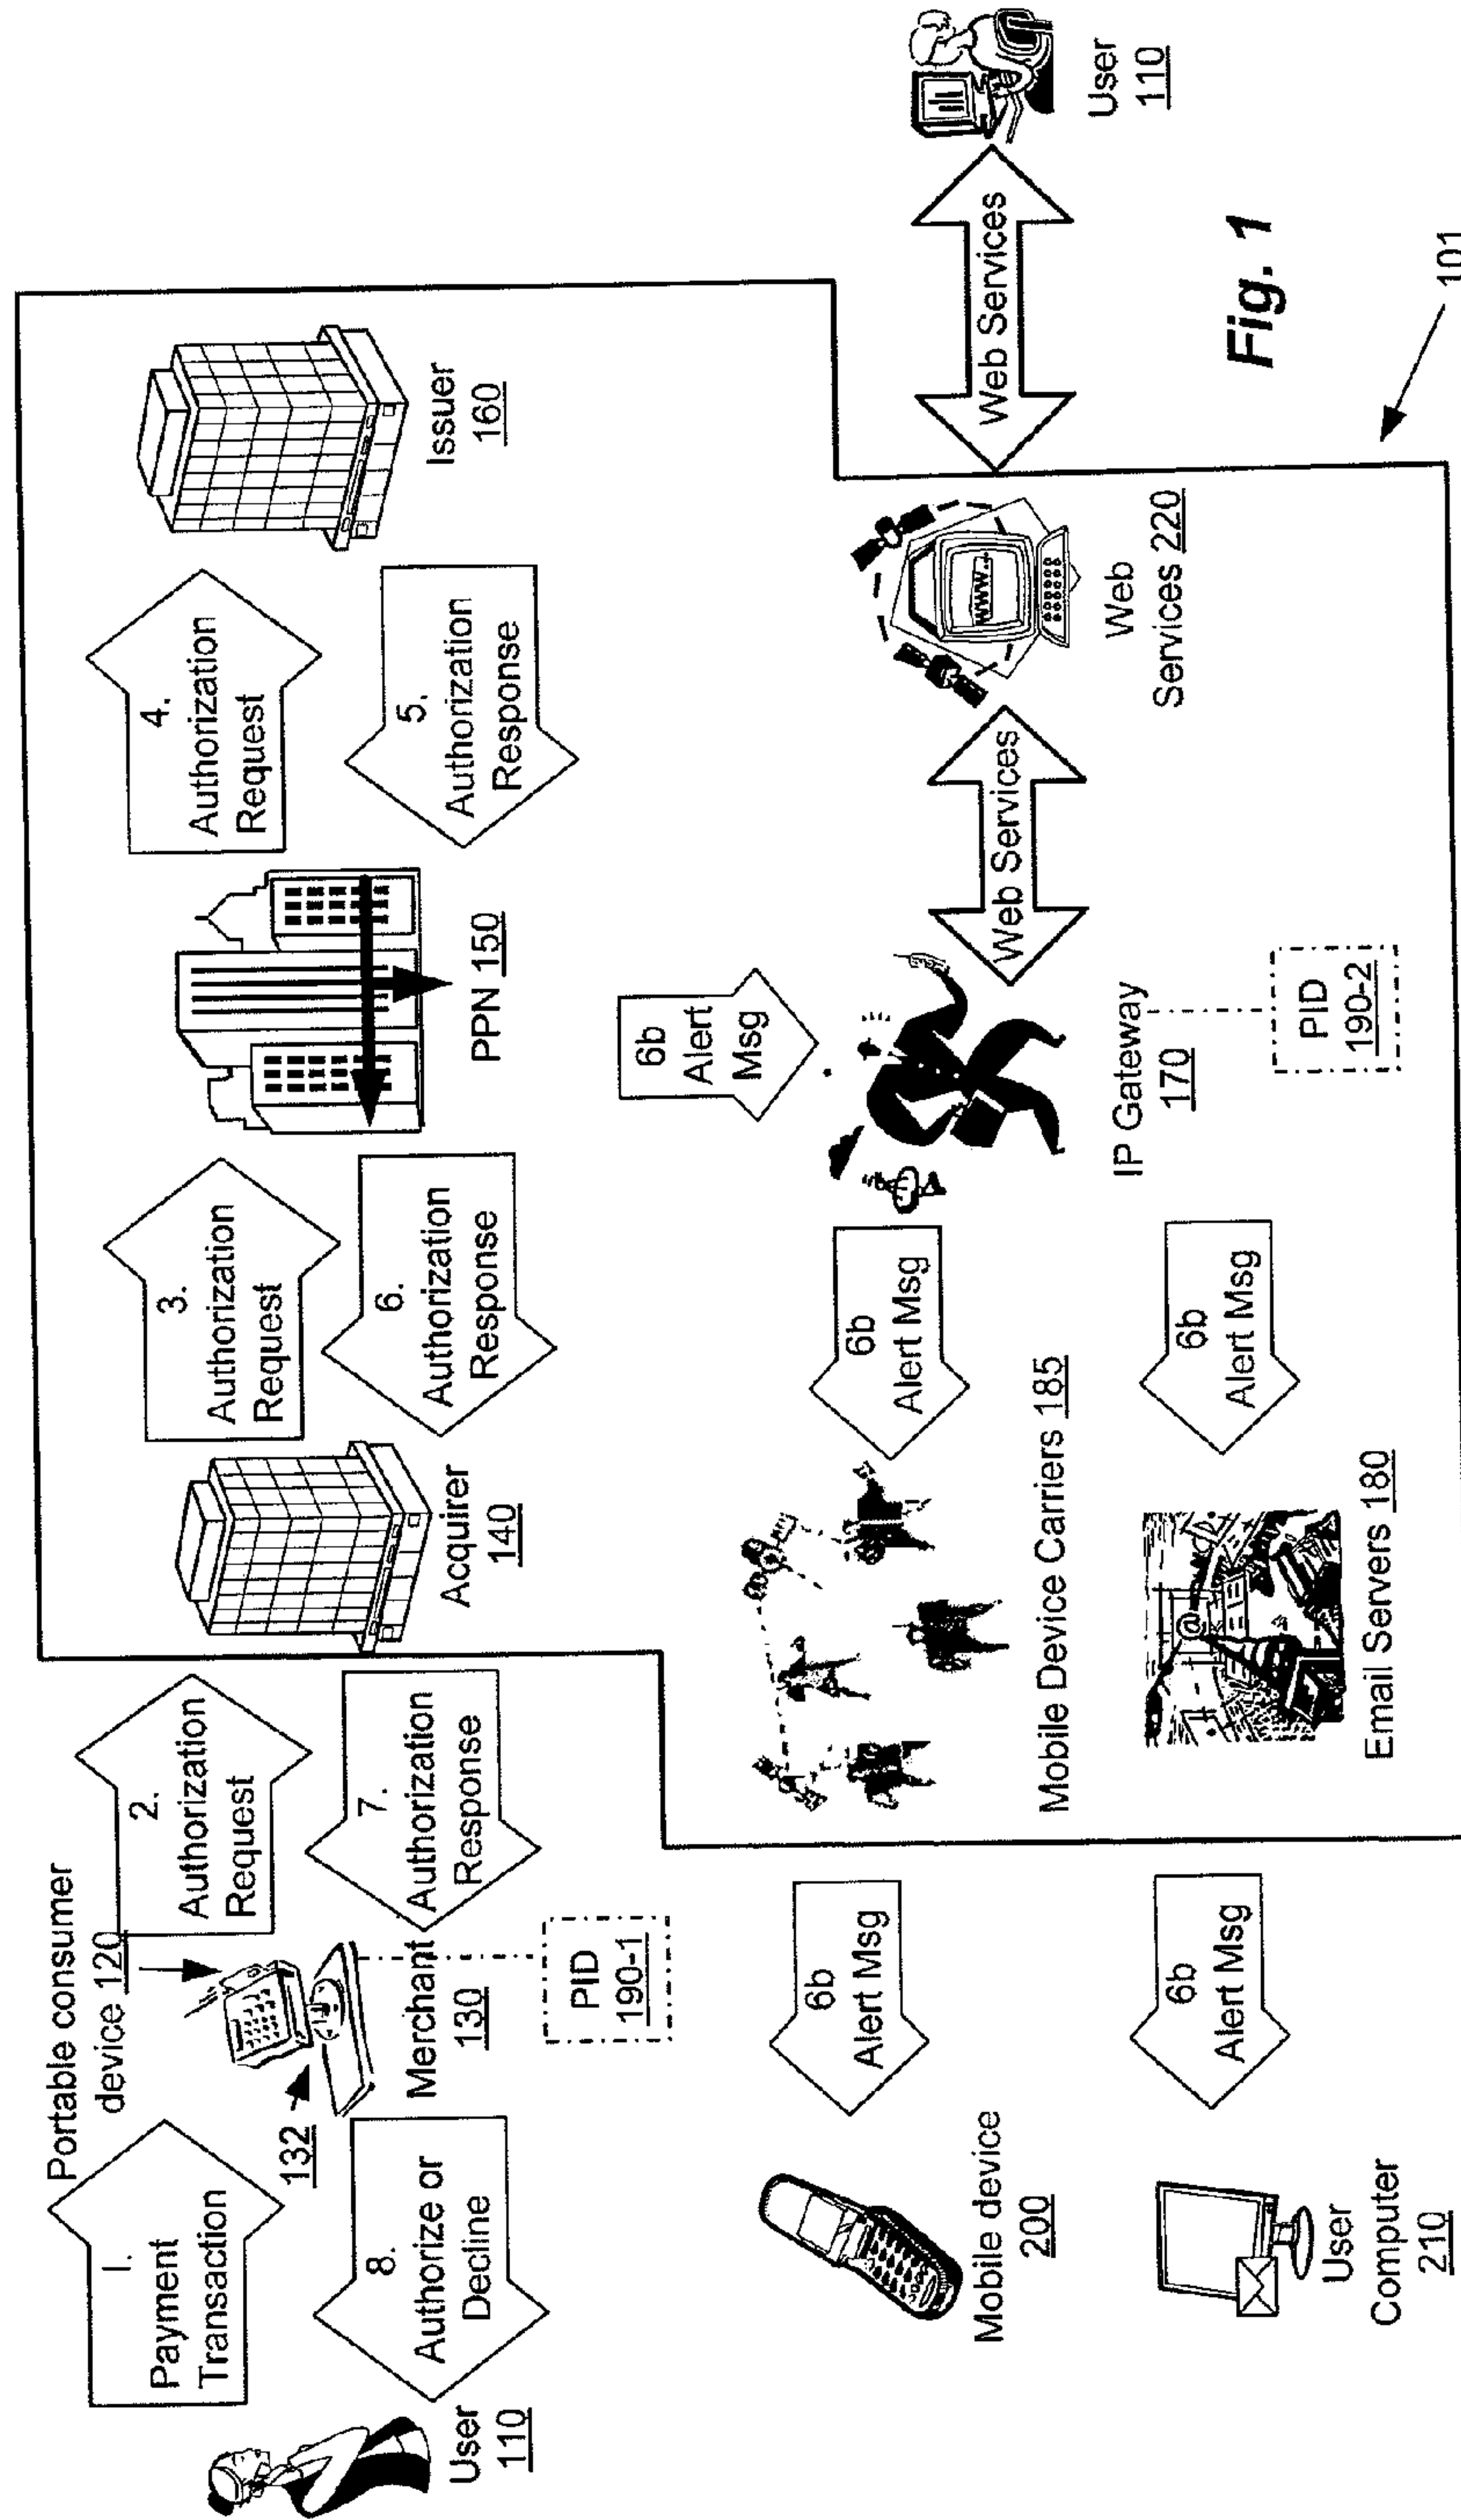 User
110
1.
Payment
Transaction
8.
Authorize or
Decline
Portable consumer
device 120
132
Merchant
130
PID
190-1
2.
Authorization
Request
7.
Authorization
Response
Acquirer
140
3.
Authorization
Request
6.
Authorization
Response
PPN 150
4.
Authorization
Request
5.
Authorization
Response
Issuer
160
6b
Alert
Msg
Mobile device
200
6b
Alert Msg
Mobile Device Carriers 185
6b
Alert Msg
IP Gateway
170
PID
190-2
Web Services
www...
Web
Services 220
Web Services
User
110
User
Computer
210
6b
Alert Msg
@
Email Servers 180
6b
Alert Msg
Fig. 1
101